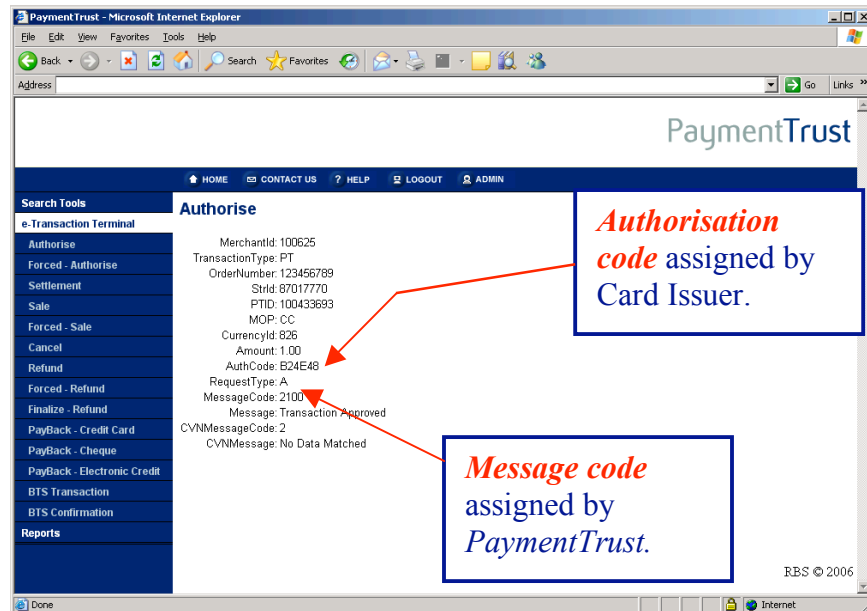 PaymentTrust - Microsoft Internet Explorer
File Edit View Favorites Tools Help
Back Search Favorites
Address Go Links »
PaymentTrust
HOME CONTACT US ? HELP LOGOUT ADMIN
Search Tools
e-Transaction Terminal
Authorise
Forced - Authorise
Settlement
Sale
Forced - Sale
Cancel
Refund
Forced - Refund
Finalize - Refund
PayBack - Credit Card
PayBack - Cheque
PayBack - Electronic Credit
BTS Transaction
BTS Confirmation
Reports
Authorise
MerchantId: 100625
TransactionType: PT
OrderNumber: 123456789
StrId: 87017770
PTID: 100433693
MOP: CC
CurrencyId: 826
Amount: 1.00
AuthCode: B24E48
RequestType: A
MessageCode: 2100
Message: Transaction Approved
CVNMessageCode: 2
CVNMessage: No Data Matched
Authorisation
code assigned by
Card Issuer.
Message code
assigned by
PaymentTrust.
RBS © 2006
Done Internet